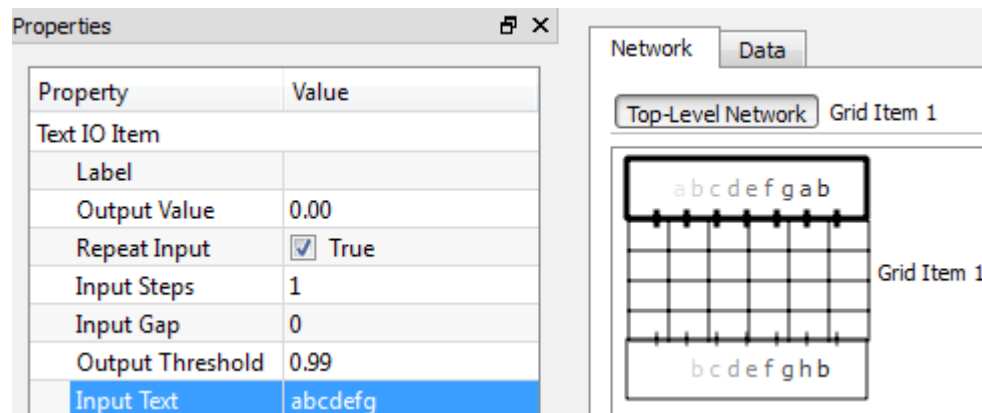 Properties
Property Value
Text IO Item
Label
Output Value 0.00
Repeat Input True
Input Steps 1
Input Gap 0
Output Threshold 0.99
Input Text abcdefg
Network Data
Top-Level Network Grid Item 1
a b c d e f g a b
Grid Item 1
b c d e f g h b